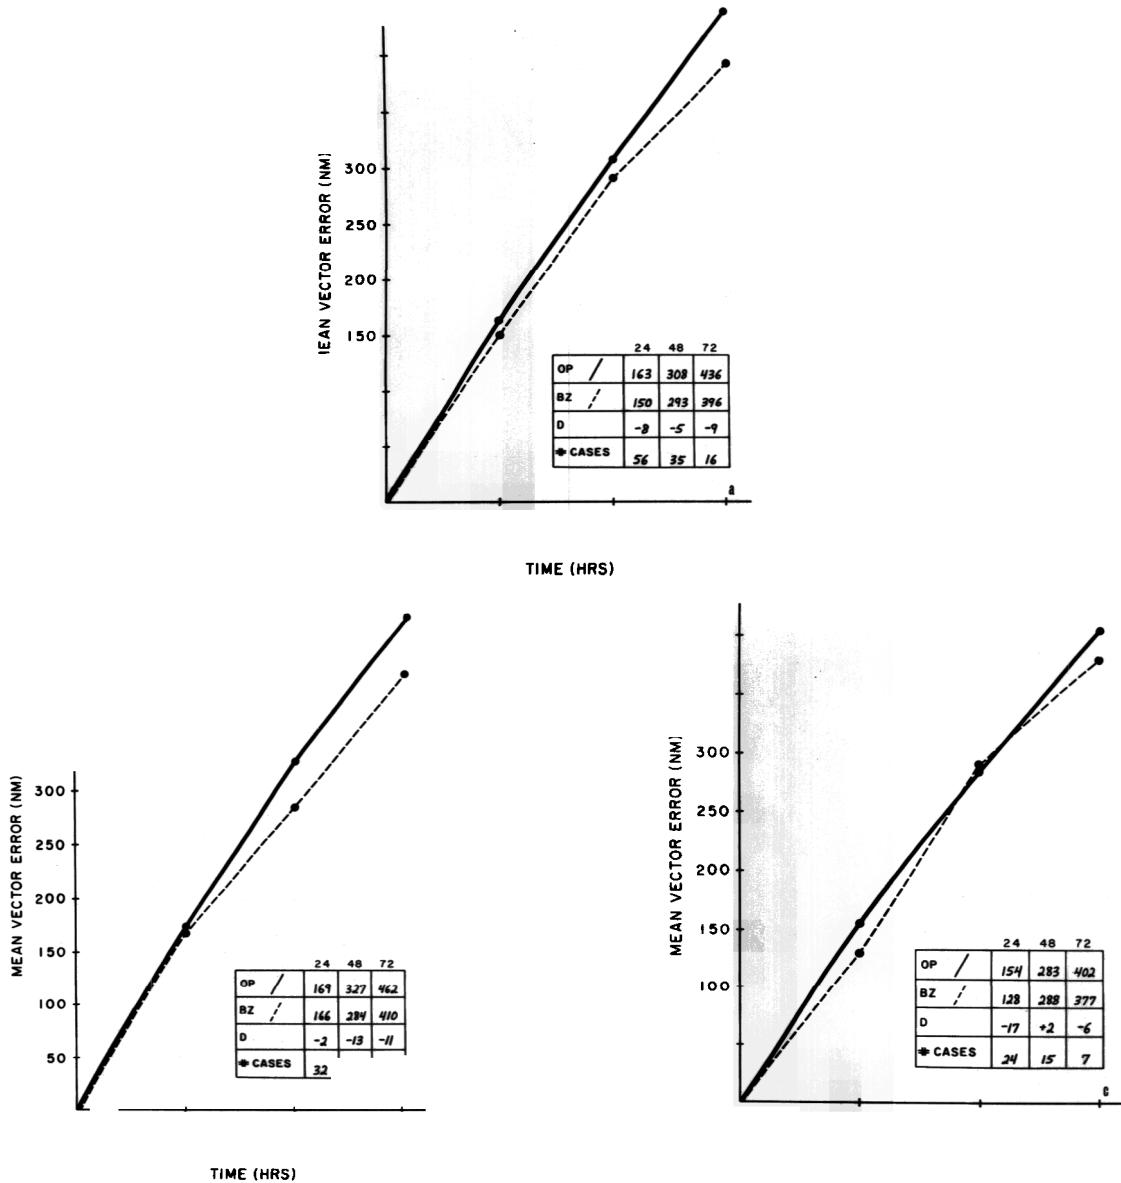 IEAN VECTOR ERROR (NM)
300
250
200
150
24 48 72
OP 163 308 436
BZ 150 293 396
D -8 -5 -9
# CASES 56 35 16
a
TIME (HRS)
MEAN VECTOR ERROR (NM)
300
250
200
150
100
50
24 48 72
OP 169 327 462
BZ 166 284 410
D -2 -13 -11
# CASES 32
TIME (HRS)
MEAN VECTOR ERROR (NM)
300
250
200
150
100
24 48 72
OP 154 283 402
BZ 128 288 377
D -17 +2 -6
# CASES 24 15 7
c